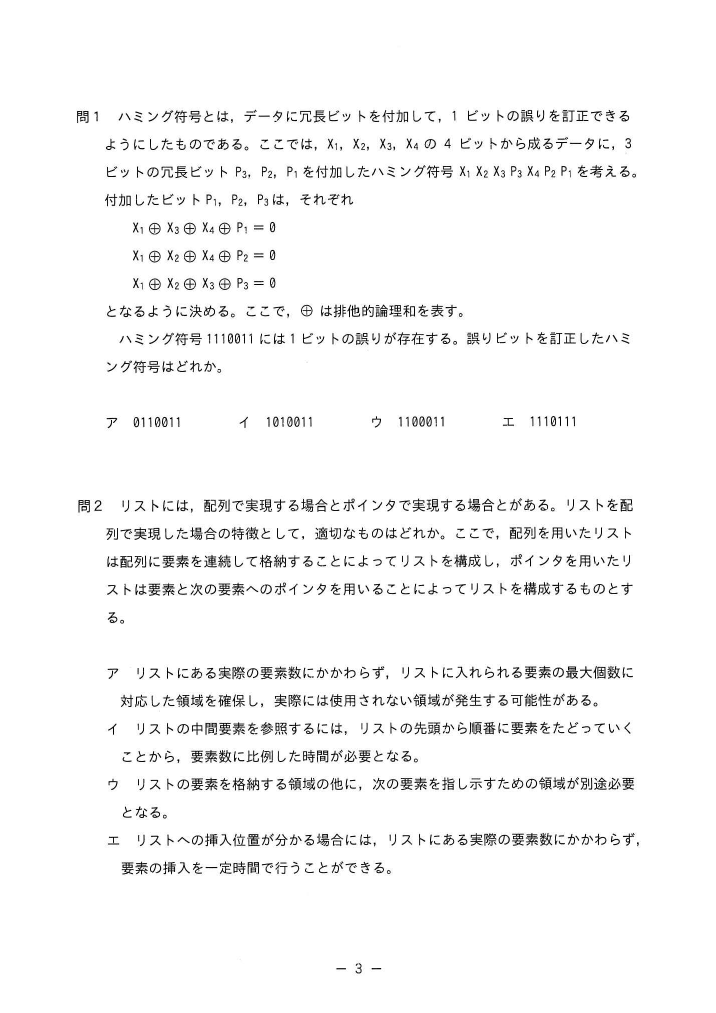 問1 ハミング符号とは，データに冗長ビットを付加して，1 ビットの誤りを訂正できる
ようにしたものである。ここでは，X₁，X₂，X₃，X₄ の 4 ビットから成るデータに，3
ビットの冗長ビット P₃，P₂，P₁ を付加したハミング符号 X₁ X₂ X₃ P₃ X₄ P₂ P₁ を考える。
付加したビット P₁，P₂，P₃ は，それぞれ
X₁ ⊕ X₃ ⊕ X₄ ⊕ P₁ = 0
X₁ ⊕ X₂ ⊕ X₄ ⊕ P₂ = 0
X₁ ⊕ X₂ ⊕ X₃ ⊕ P₃ = 0
となるように決める。ここで，⊕ は排他的論理和を表す。
ハミング符号 1110011 には 1 ビットの誤りが存在する。誤りビットを訂正したハミ
ング符号はどれか。
ア 0110011 イ 1010011 ウ 1100011 エ 1110111
問2 リストには，配列で実現する場合とポインタで実現する場合とがある。リストを配
列で実現した場合の特徴として，適切なものはどれか。ここで，配列を用いたリスト
は配列に要素を連続して格納することによってリストを構成し，ポインタを用いたリ
ストは要素と次の要素へのポインタを用いることによってリストを構成するものとす
る。
ア リストにある実際の要素数にかかわらず，リストに入れられる要素の最大個数に
対応した領域を確保し，実際には使用されない領域が発生する可能性がある。
イ リストの中間要素を参照するには，リストの先頭から順番に要素をたどっていく
ことから，要素数に比例した時間が必要となる。
ウ リストの要素を格納する領域の他に，次の要素を指し示すための領域が別途必要
となる。
エ リストへの挿入位置が分かる場合には，リストにある実際の要素数にかかわらず，
要素の挿入を一定時間で行うことができる。
－ 3 －